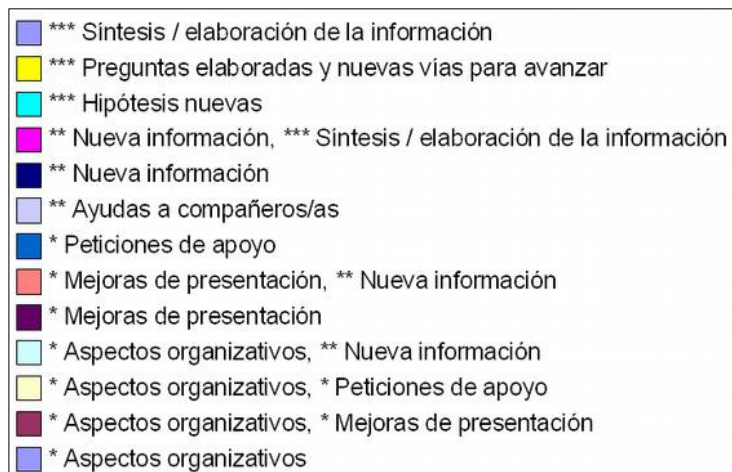 *** Síntesis / elaboración de la información
*** Preguntas elaboradas y nuevas vías para avanzar
*** Hipótesis nuevas
** Nueva información, *** Síntesis / elaboración de la información
** Nueva información
** Ayudas a compañeros/as
* Peticiones de apoyo
* Mejoras de presentación, ** Nueva información
* Mejoras de presentación
* Aspectos organizativos, ** Nueva información
* Aspectos organizativos, * Peticiones de apoyo
* Aspectos organizativos, * Mejoras de presentación
* Aspectos organizativos